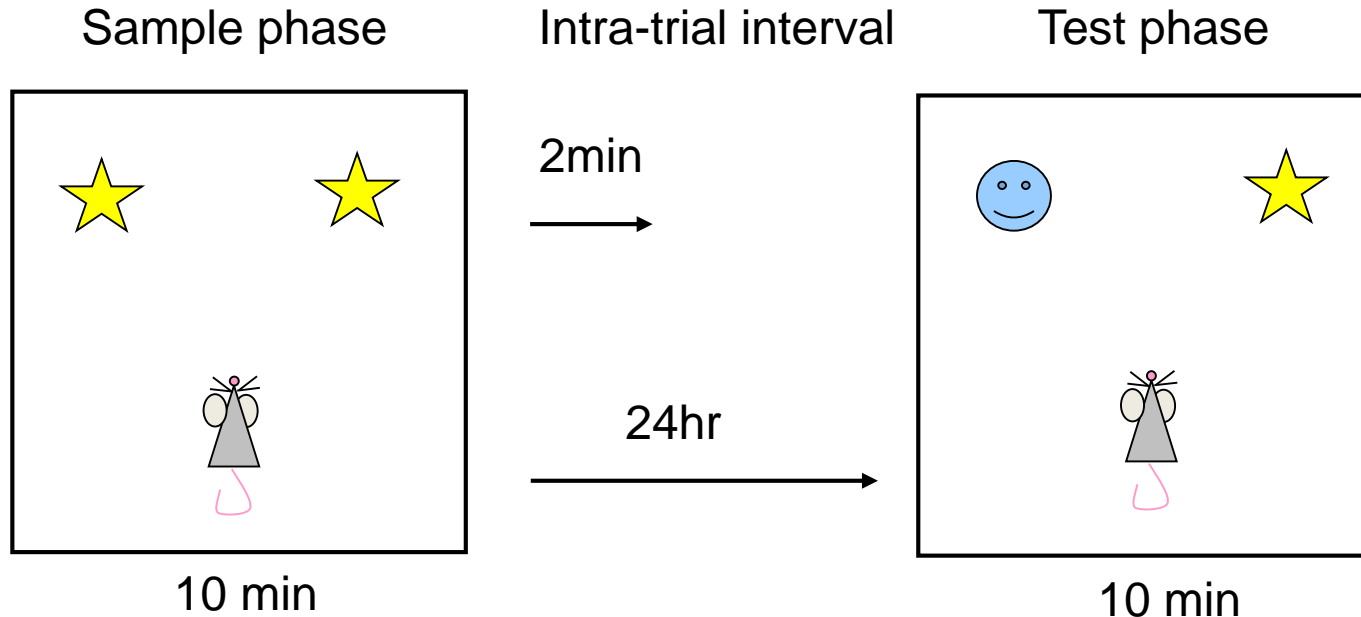 Sample phase
Intra-trial interval
Test phase
2min
24hr
10 min
10 min